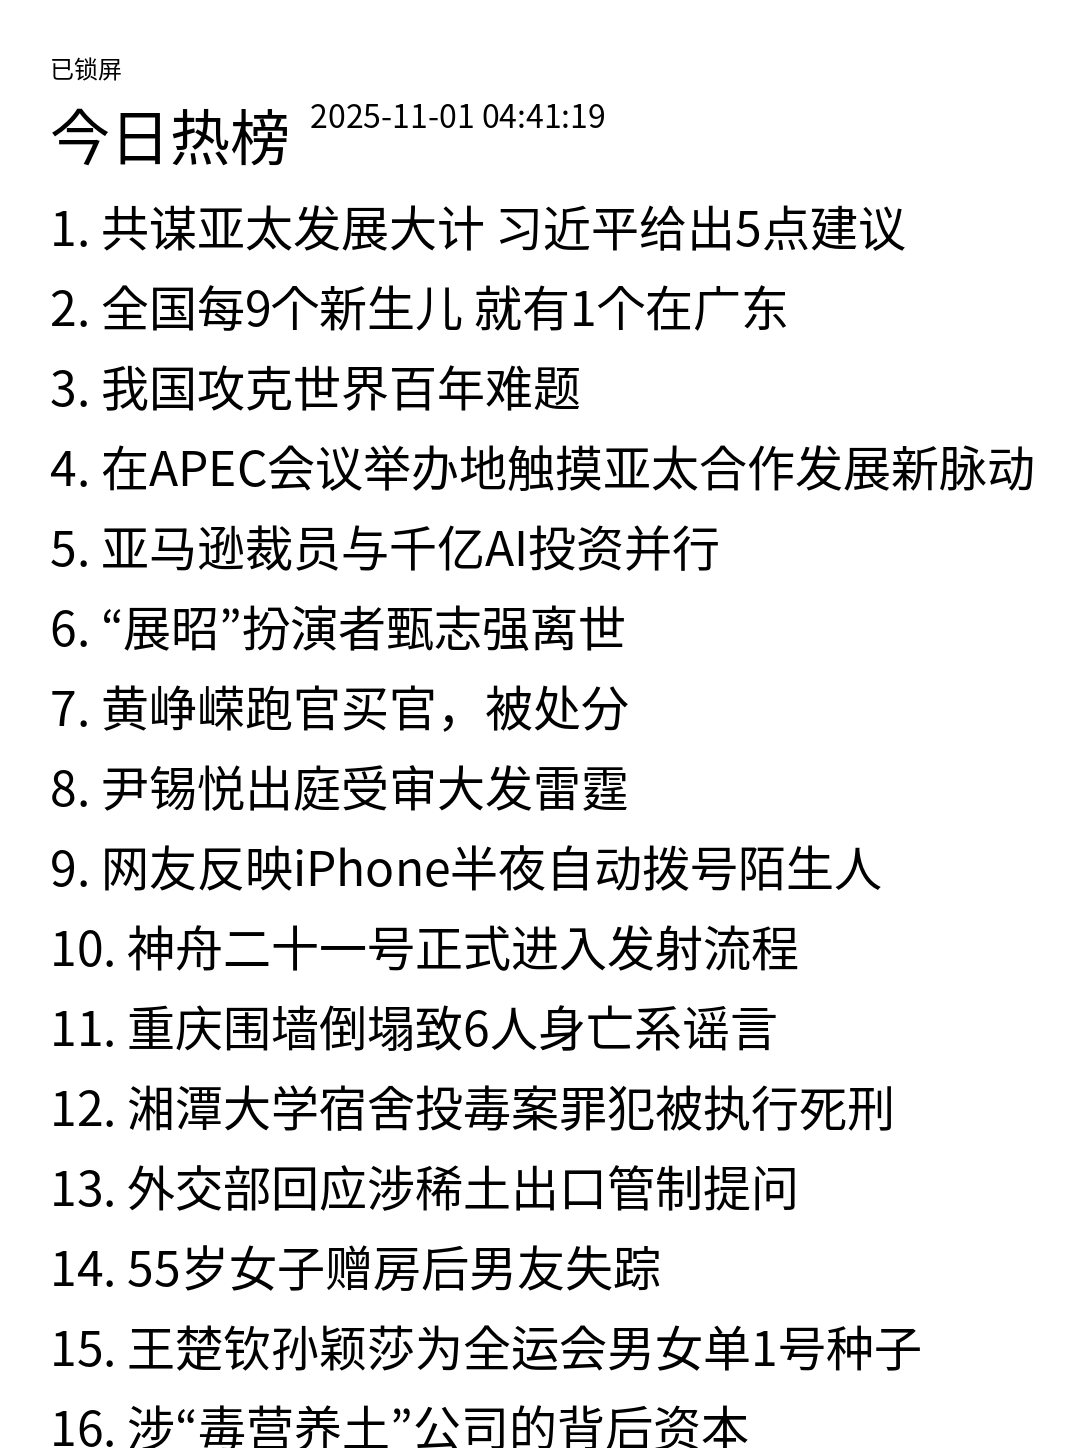 已锁屏
今日热榜 2025-11-01 04:41:19
1. 共谋亚太发展大计 习近平给出5点建议
2. 全国每9个新生儿 就有1个在广东
3. 我国攻克世界百年难题
4. 在APEC会议举办地触摸亚太合作发展新脉动
5. 亚马逊裁员与千亿AI投资并行
6. “展昭”扮演者甄志强离世
7. 黄峥嵘跑官买官，被处分
8. 尹锡悦出庭受审大发雷霆
9. 网友反映iPhone半夜自动拨号陌生人
10. 神舟二十一号正式进入发射流程
11. 重庆围墙倒塌致6人身亡系谣言
12. 湘潭大学宿舍投毒案罪犯被执行死刑
13. 外交部回应涉稀土出口管制提问
14. 55岁女子赠房后男友失踪
15. 王楚钦孙颖莎为全运会男女单1号种子
16. 涉“毒营养土”公司的背后资本